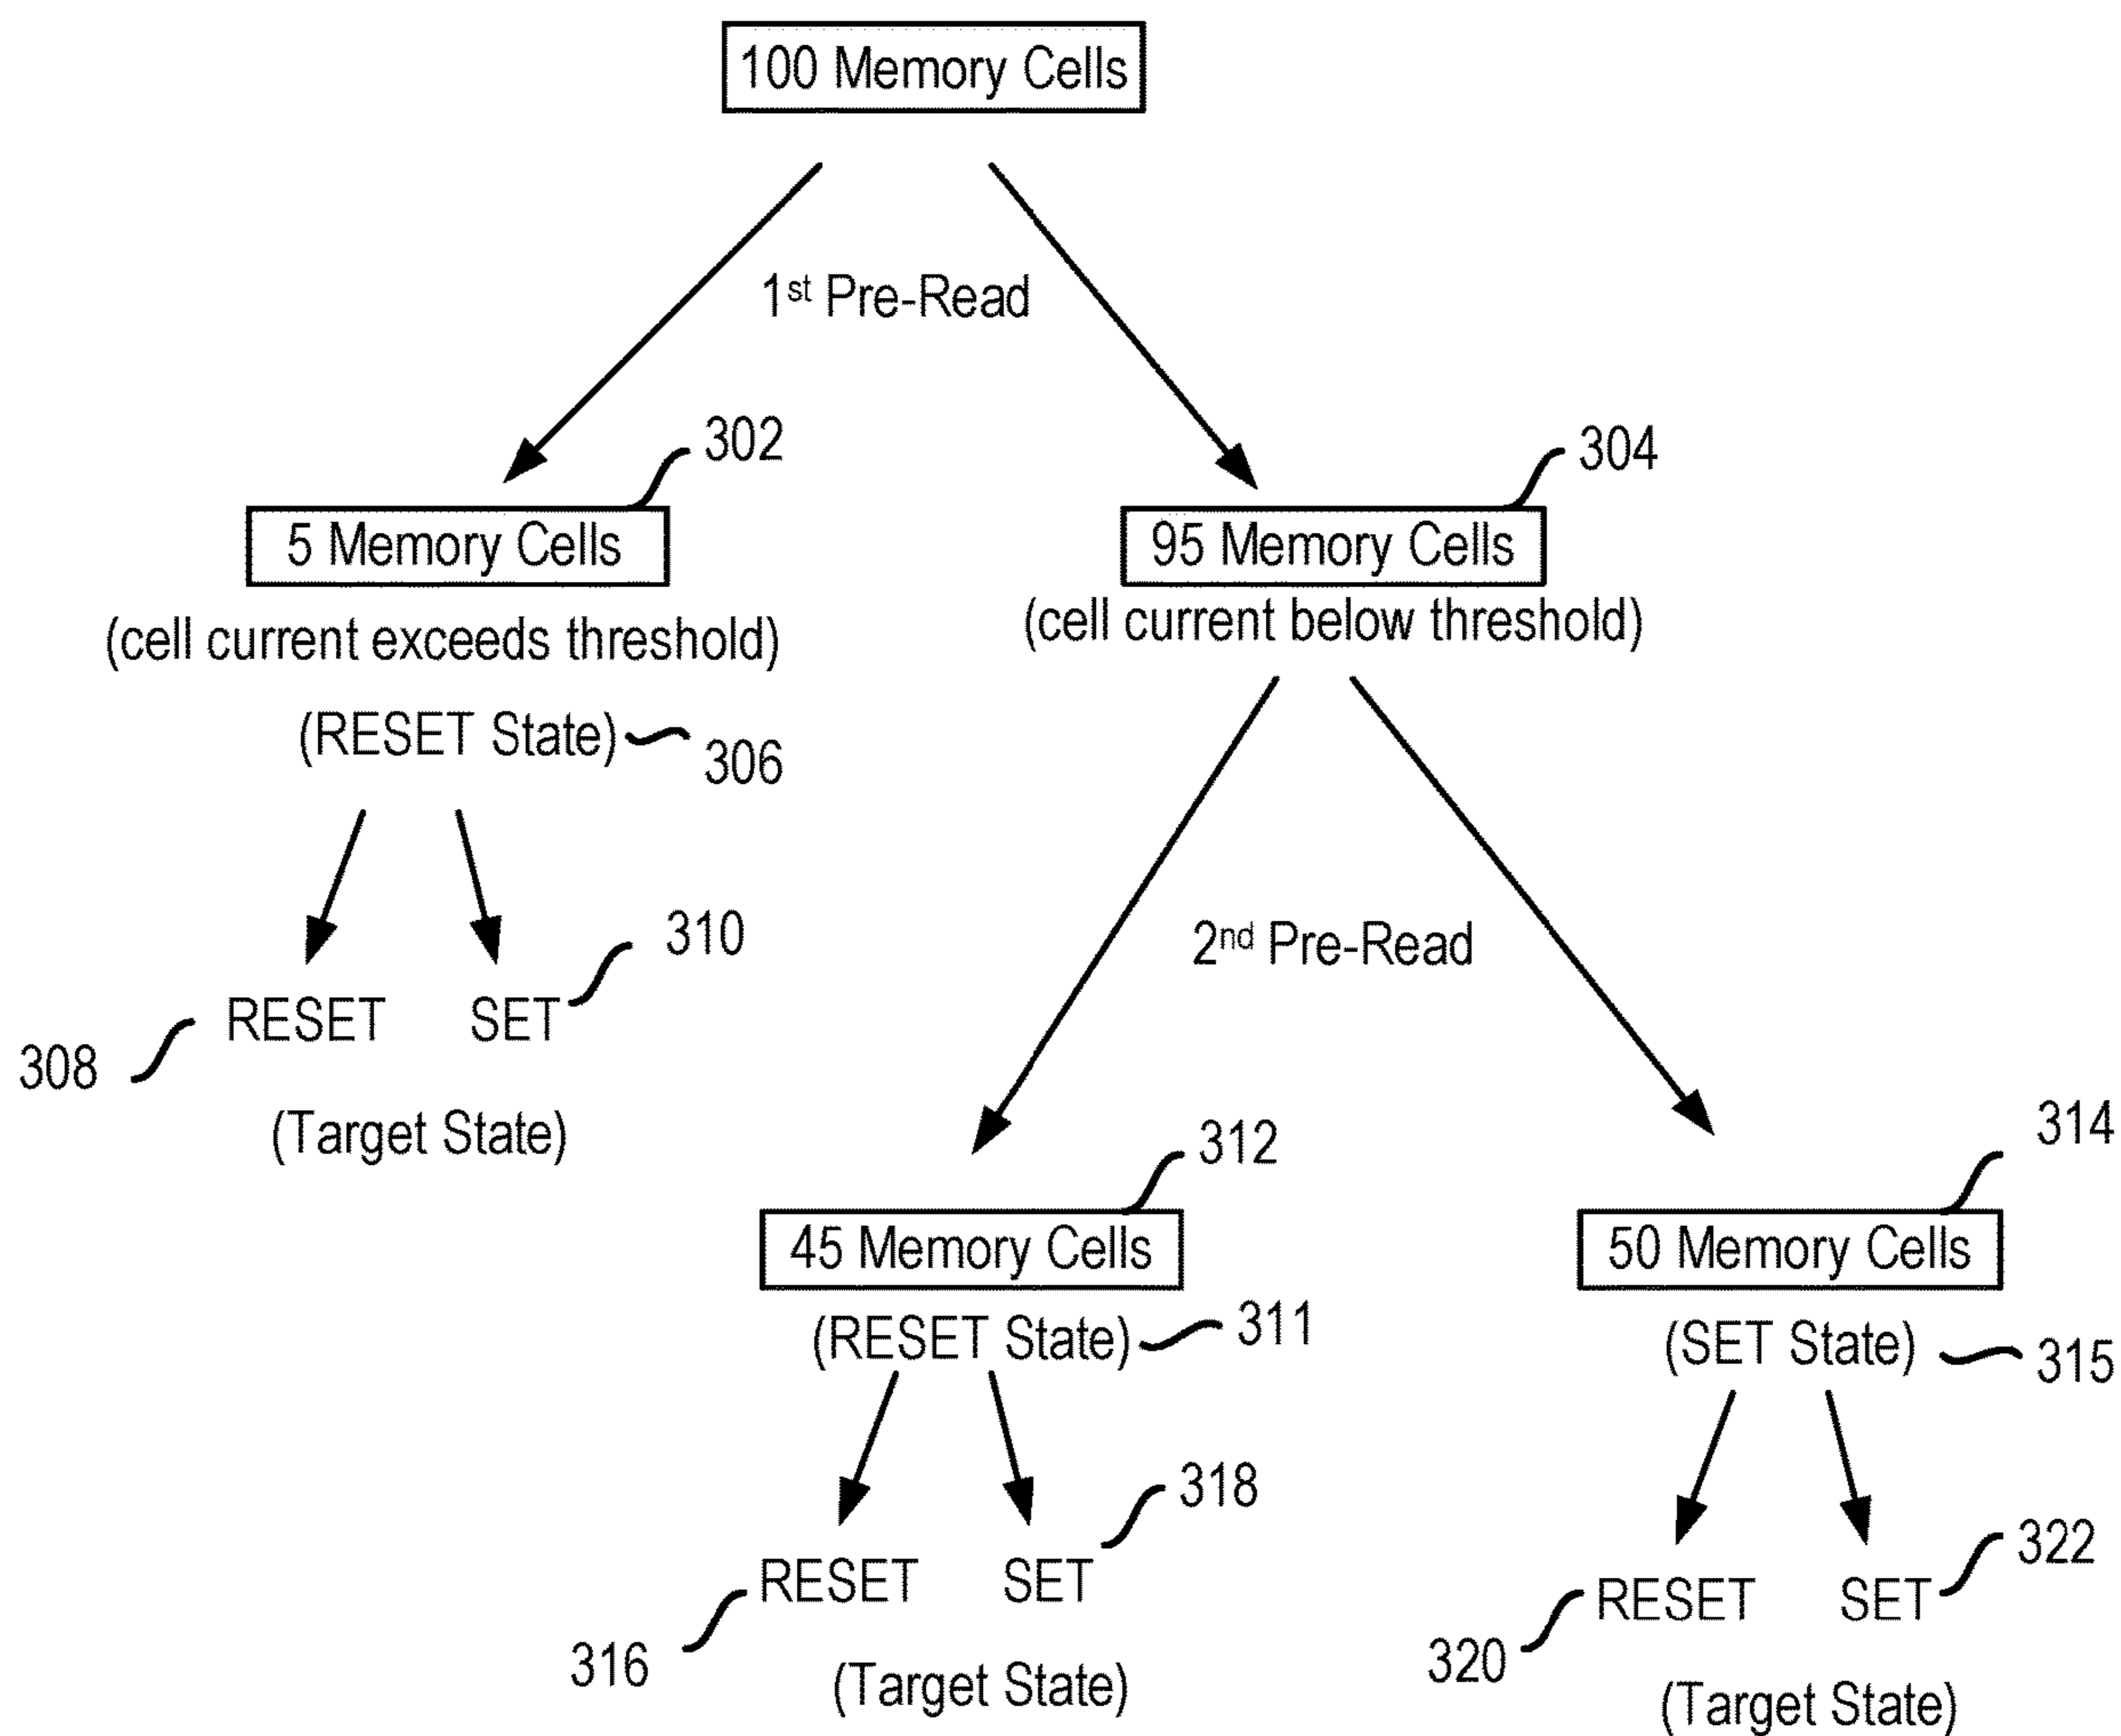 100 Memory Cells
1st Pre-Read
302
304
5 Memory Cells
95 Memory Cells
(cell current exceeds threshold)
(cell current below threshold)
(RESET State)
306
310
2nd Pre-Read
RESET
SET
308
(Target State)
312
314
45 Memory Cells
50 Memory Cells
(RESET State)
311
(SET State)
315
318
322
RESET
SET
RESET
SET
316
320
(Target State)
(Target State)